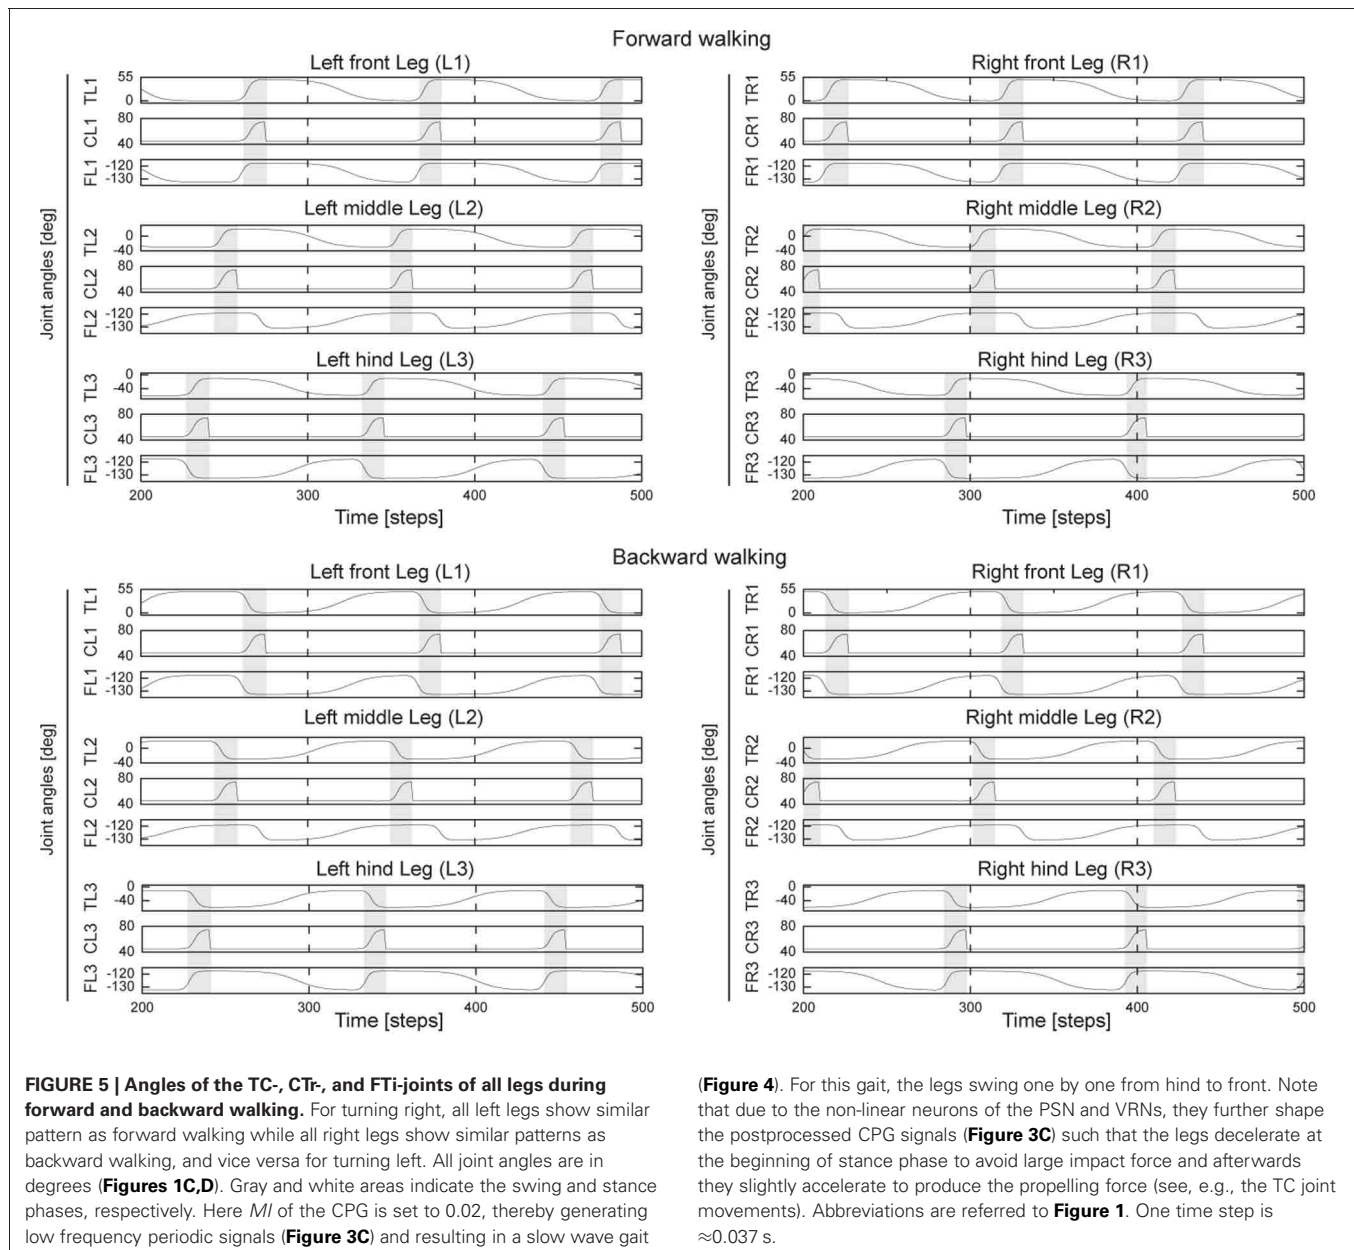 Forward walking
Left front Leg (L1)
TL1
55
0
CL1
80
40
FL1
-120
-130
Left middle Leg (L2)
TL2
0
-40
CL2
80
40
FL2
-120
-130
Left hind Leg (L3)
TL3
0
-40
CL3
80
40
FL3
-120
-130
Joint angles [deg]
200
300
400
500
Time [steps]
Right front Leg (R1)
TR1
55
0
CR1
80
40
FR1
-120
-130
Right middle Leg (R2)
TR2
0
-40
CR2
80
40
FR2
-120
-130
Right hind Leg (R3)
TR3
0
-40
CR3
80
40
FR3
-120
-130
Joint angles [deg]
200
300
400
500
Time [steps]
Backward walking
Left front Leg (L1)
TL1
55
0
CL1
80
40
FL1
-120
-130
Left middle Leg (L2)
TL2
0
-40
CL2
80
40
FL2
-120
-130
Left hind Leg (L3)
TL3
0
-40
CL3
80
40
FL3
-120
-130
Joint angles [deg]
200
300
400
500
Time [steps]
Right front Leg (R1)
TR1
55
0
CR1
80
40
FR1
-120
-130
Right middle Leg (R2)
TR2
0
-40
CR2
80
40
FR2
-120
-130
Right hind Leg (R3)
TR3
0
-40
CR3
80
40
FR3
-120
-130
Joint angles [deg]
200
300
400
500
Time [steps]
FIGURE 5 | Angles of the TC-, CTr-, and FTi-joints of all legs during
forward and backward walking. For turning right, all left legs show similar
pattern as forward walking while all right legs show similar patterns as
backward walking, and vice versa for turning left. All joint angles are in
degrees (Figures 1C,D). Gray and white areas indicate the swing and stance
phases, respectively. Here MI of the CPG is set to 0.02, thereby generating
low frequency periodic signals (Figure 3C) and resulting in a slow wave gait
(Figure 4). For this gait, the legs swing one by one from hind to front. Note
that due to the non-linear neurons of the PSN and VRNs, they further shape
the postprocessed CPG signals (Figure 3C) such that the legs decelerate at
the beginning of stance phase to avoid large impact force and afterwards
they slightly accelerate to produce the propelling force (see, e.g., the TC joint
movements). Abbreviations are referred to Figure 1. One time step is
≈0.037 s.